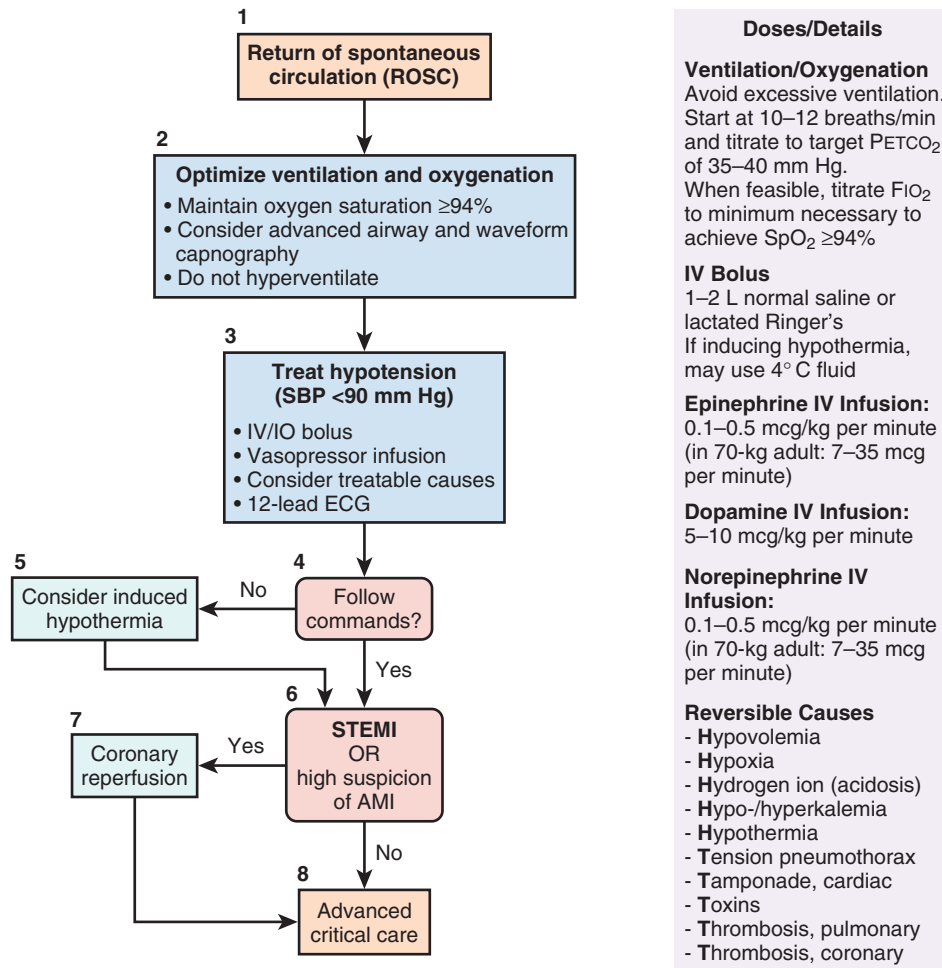 1
Return of spontaneous
circulation (ROSC)
2
Optimize ventilation and oxygenation
• Maintain oxygen saturation ≥94%
• Consider advanced airway and waveform
capnography
• Do not hyperventilate
3
Treat hypotension
(SBP <90 mm Hg)
• IV/IO bolus
• Vasopressor infusion
• Consider treatable causes
• 12-lead ECG
4
Follow
commands?
No
Yes
5
Consider induced
hypothermia
6
STEMI
OR
high suspicion
of AMI
Yes
No
7
Coronary
reperfusion
8
Advanced
critical care
Doses/Details
Ventilation/Oxygenation
Avoid excessive ventilation.
Start at 10–12 breaths/min
and titrate to target PETCO₂
of 35–40 mm Hg.
When feasible, titrate FIO₂
to minimum necessary to
achieve SpO₂ ≥94%
IV Bolus
1–2 L normal saline or
lactated Ringer's
If inducing hypothermia,
may use 4° C fluid
Epinephrine IV Infusion:
0.1–0.5 mcg/kg per minute
(in 70-kg adult: 7–35 mcg
per minute)
Dopamine IV Infusion:
5–10 mcg/kg per minute
Norepinephrine IV
Infusion:
0.1–0.5 mcg/kg per minute
(in 70-kg adult: 7–35 mcg
per minute)
Reversible Causes
- Hypovolemia
- Hypoxia
- Hydrogen ion (acidosis)
- Hypo-/hyperkalemia
- Hypothermia
- Tension pneumothorax
- Tamponade, cardiac
- Toxins
- Thrombosis, pulmonary
- Thrombosis, coronary